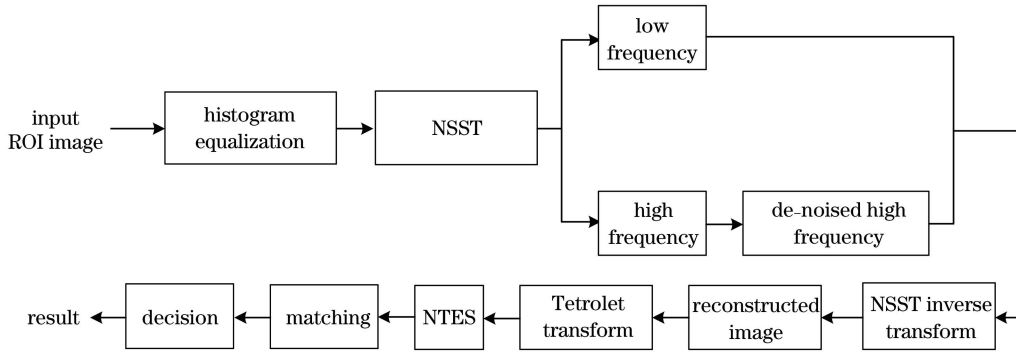 input
ROI image
histogram
equalization
NSST
low
frequency
high
frequency
de-noised high
frequency
NSST inverse
transform
reconstructed
image
Tetrolet
transform
NTES
matching
decision
result